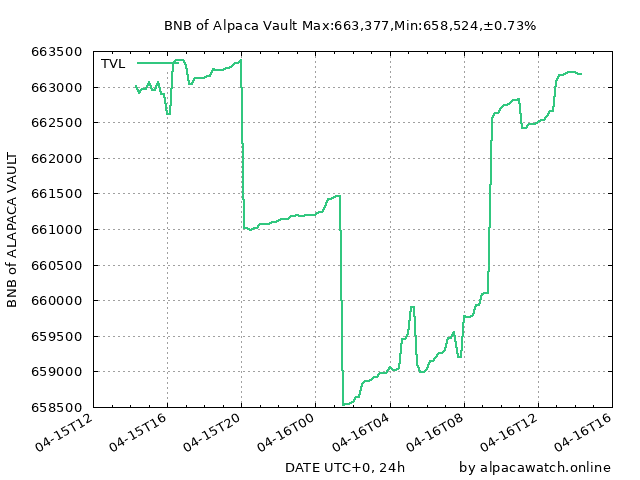 BNB of Alpaca Vault Max:663,377,Min:658,524,±0.73%
TVL
663500
663000
662500
662000
661500
661000
660500
660000
659500
659000
658500
BNB of ALAPACA VAULT
04-15T12
04-15T16
04-15T20
04-16T00
04-16T04
04-16T08
04-16T12
04-16T16
DATE UTC+0, 24h
by alpacawatch.online